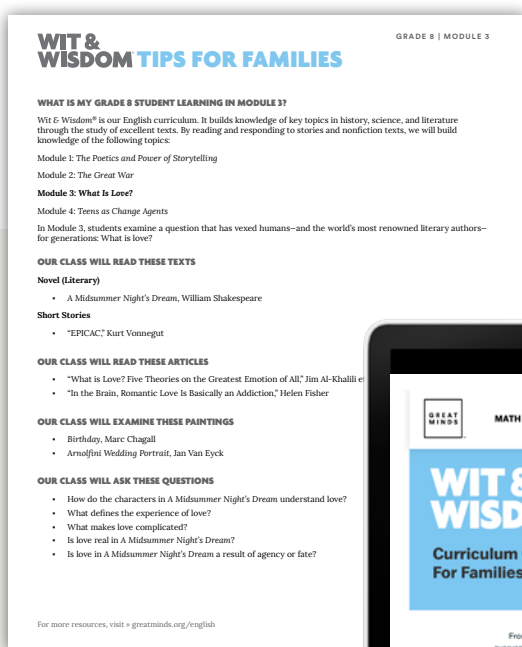 GRADE 8 | MODULE 3
WIT &
WISDOM® TIPS FOR FAMILIES
WHAT IS MY GRADE 8 STUDENT LEARNING IN MODULE 3?
Wit & Wisdom® is our English curriculum. It builds knowledge of key topics in history, science, and literature
through the study of excellent texts. By reading and responding to stories and nonfiction texts, we will build
knowledge of the following topics:
Module 1: The Poetics and Power of Storytelling
Module 2: The Great War
Module 3: What Is Love?
Module 4: Teens as Change Agents
In Module 3, students examine a question that has vexed humans—and the world's most renowned literary authors—
for generations: What is love?
OUR CLASS WILL READ THESE TEXTS
Novel (Literary)
• A Midsummer Night's Dream, William Shakespeare
Short Stories
• “EPICAC,” Kurt Vonnegut
OUR CLASS WILL READ THESE ARTICLES
• “What is Love? Five Theories on the Greatest Emotion of All,” Jim Al-Khalili e
• “In the Brain, Romantic Love Is Basically an Addiction,” Helen Fisher
OUR CLASS WILL EXAMINE THESE PAINTINGS
• Birthday, Marc Chagall
• Arnolfini Wedding Portrait, Jan Van Eyck
OUR CLASS WILL ASK THESE QUESTIONS
• How do the characters in A Midsummer Night's Dream understand love?
• What defines the experience of love?
• What makes love complicated?
• Is love real in A Midsummer Night's Dream?
• Is love in A Midsummer Night's Dream a result of agency or fate?
For more resources, visit » greatminds.org/english
GREAT
MINDS
MATH
WIT &
WISD
Curriculum
For Families
Fro